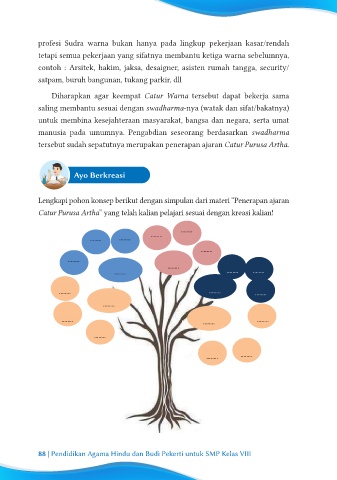 profesi Sudra warna bukan hanya pada lingkup pekerjaan kasar/rendah
tetapi semua pekerjaan yang sifatnya membantu ketiga warna sebelumnya,
contoh : Arsitek, hakim, jaksa, desaigner, asisten rumah tangga, security/
satpam, buruh bangunan, tukang parkir, dll
Diharapkan agar keempat Catur Warna tersebut dapat bekerja sama
saling membantu sesuai dengan swadharma-nya (watak dan sifat/bakatnya)
untuk membina kesejahteraan masyarakat, bangsa dan negara, serta umat
manusia pada umumnya. Pengabdian seseorang berdasarkan swadharma
tersebut sudah sepatutnya merupakan penerapan ajaran Catur Purusa Artha.
Ayo Berkreasi
Lengkapi pohon konsep berikut dengan simpulan dari materi "Penerapan ajaran
Catur Purusa Artha" yang telah kalian pelajari sesuai dengan kreasi kalian!
88 | Pendidikan Agama Hindu dan Budi Pekerti untuk SMP Kelas VIII